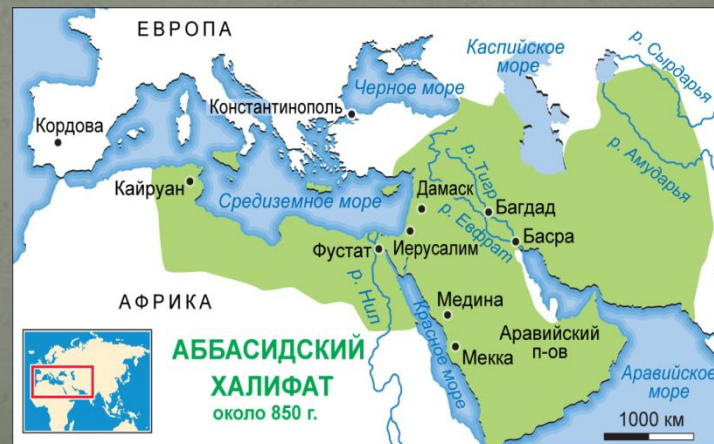 ЕВРОПА
Каспийское
море
р. Сырдарья
Черное море
Константинополь
р. Амударья
Кордова
Кайруан
Средиземное море
Дамаск
р. Тигр
Багдад
р. Евфрат
Басра
Фустат
Иерусалим
р. Нил
АФРИКА
Медина
Красное море
Аравийский
п-ов
Мекка
Аравийское
море
АББАСИДСКИЙ
ХАЛИФАТ
около 850 г.
1000 км